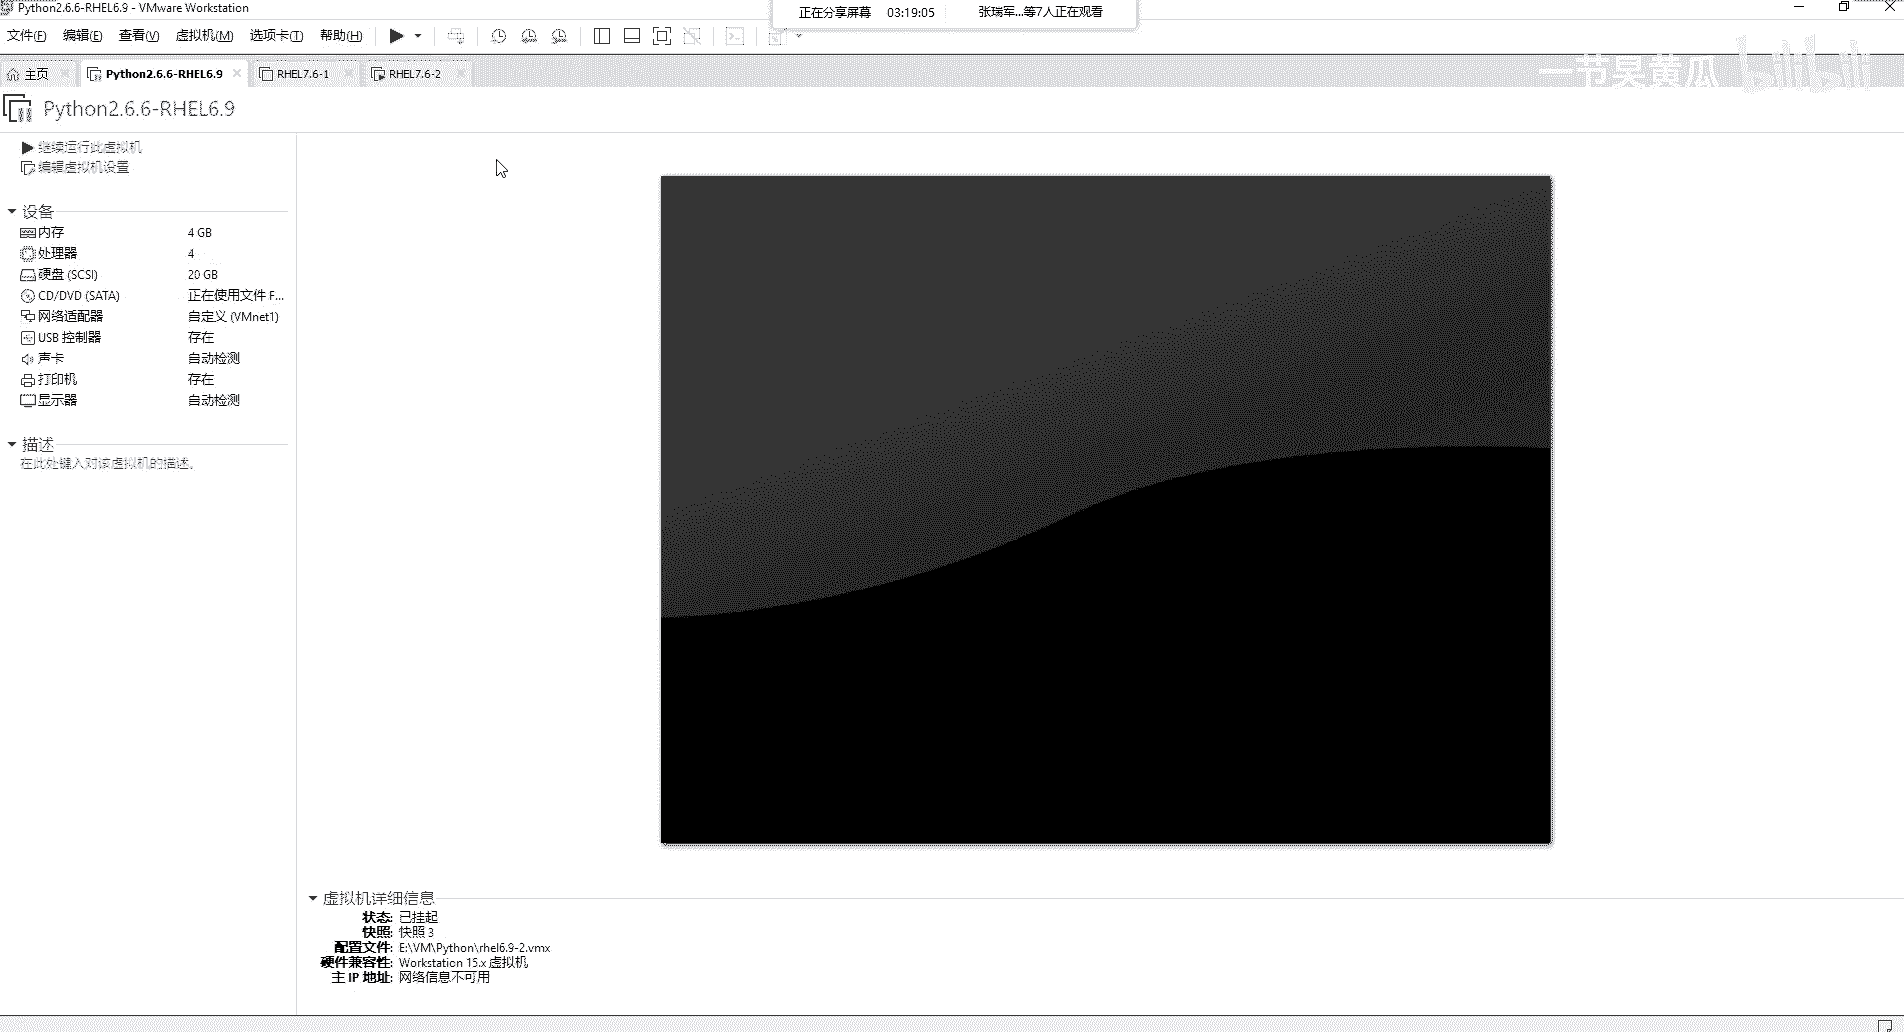 Python2.6.6-RHEL6.9 - VMware Workstation
正在分享屏幕 03:19:05 张瑞军...等7人正在观看
文件(F) 编辑(E) 查看(V) 虚拟机(M) 选项卡(T) 帮助(H)
主页 Python2.6.6-RHEL6.9 RHEL7.6-1 RHEL7.6-2
一节臭黄瓜 bilibili
Python2.6.6-RHEL6.9
继续运行此虚拟机
编辑虚拟机设置
设备
内存 4 GB
处理器 4
硬盘 (SCSI) 20 GB
CD/DVD (SATA) 正在使用文件 F...
网络适配器 自定义 (VMnet1)
USB 控制器 存在
声卡 自动检测
打印机 存在
显示器 自动检测
描述
在此处键入对该虚拟机的描述。
虚拟机详细信息
状态: 已挂起
快照: 快照 3
配置文件: E:\VM\Python\rhel6.9-2.vmx
硬件兼容性: Workstation 15.x 虚拟机
主 IP 地址: 网络信息不可用